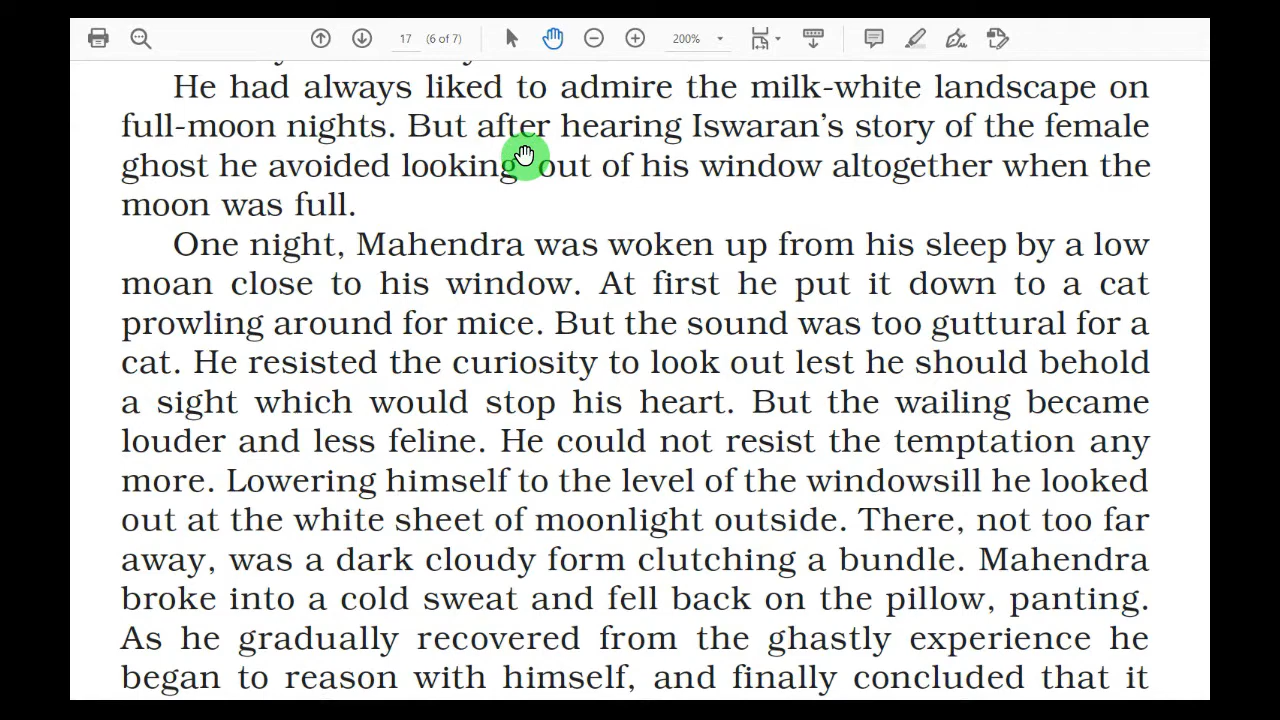 17 (6 of 7) 200%
He had always liked to admire the milk-white landscape on
full-moon nights. But after hearing Iswaran's story of the female
ghost he avoided looking out of his window altogether when the
moon was full.
One night, Mahendra was woken up from his sleep by a low
moan close to his window. At first he put it down to a cat
prowling around for mice. But the sound was too guttural for a
cat. He resisted the curiosity to look out lest he should behold
a sight which would stop his heart. But the wailing became
louder and less feline. He could not resist the temptation any
more. Lowering himself to the level of the windowsill he looked
out at the white sheet of moonlight outside. There, not too far
away, was a dark cloudy form clutching a bundle. Mahendra
broke into a cold sweat and fell back on the pillow, panting.
As he gradually recovered from the ghastly experience he
began to reason with himself, and finally concluded that it